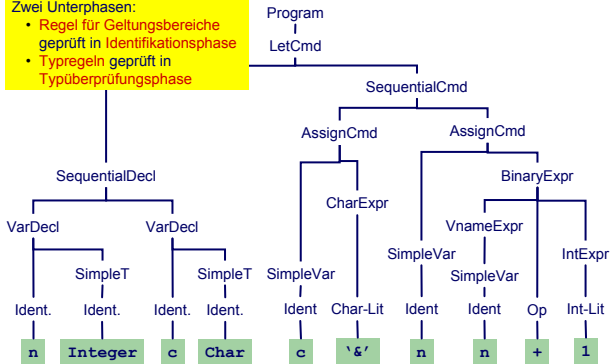 Zwei Unterphasen:
• Regel für Geltungsbereiche
geprüft in Identifikationsphase
• Typregeln geprüft in
Typüberprüfungsphase
Program
LetCmd
SequentialCmd
AssignCmd AssignCmd
SequentialDecl BinaryExpr
CharExpr
VarDecl VarDecl VnameExpr
SimpleVar IntExpr
SimpleT SimpleT SimpleVar SimpleVar
Ident. Ident. Ident. Ident. Ident Char-Lit Ident Ident Op Int-Lit
n Integer c Char c ‘&’ n n + 1